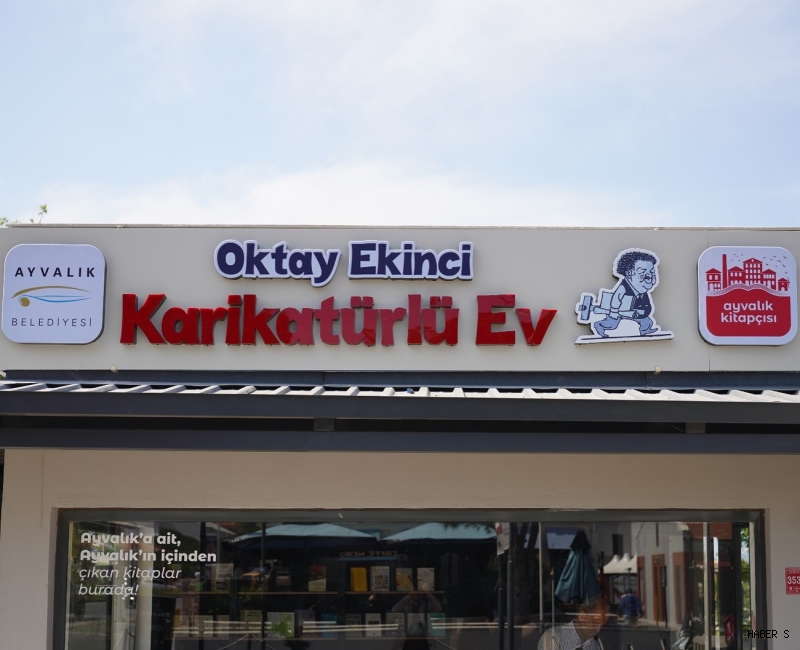 AYVALIK
BELEDİYESİ
Oktay Ekinci
Karikatürlü Ev
ayvalık
kitapçısı
Ayvalık'a ait,
Ayvalık'ın içinden
çıkan kitaplar
burada!
353
HABER S